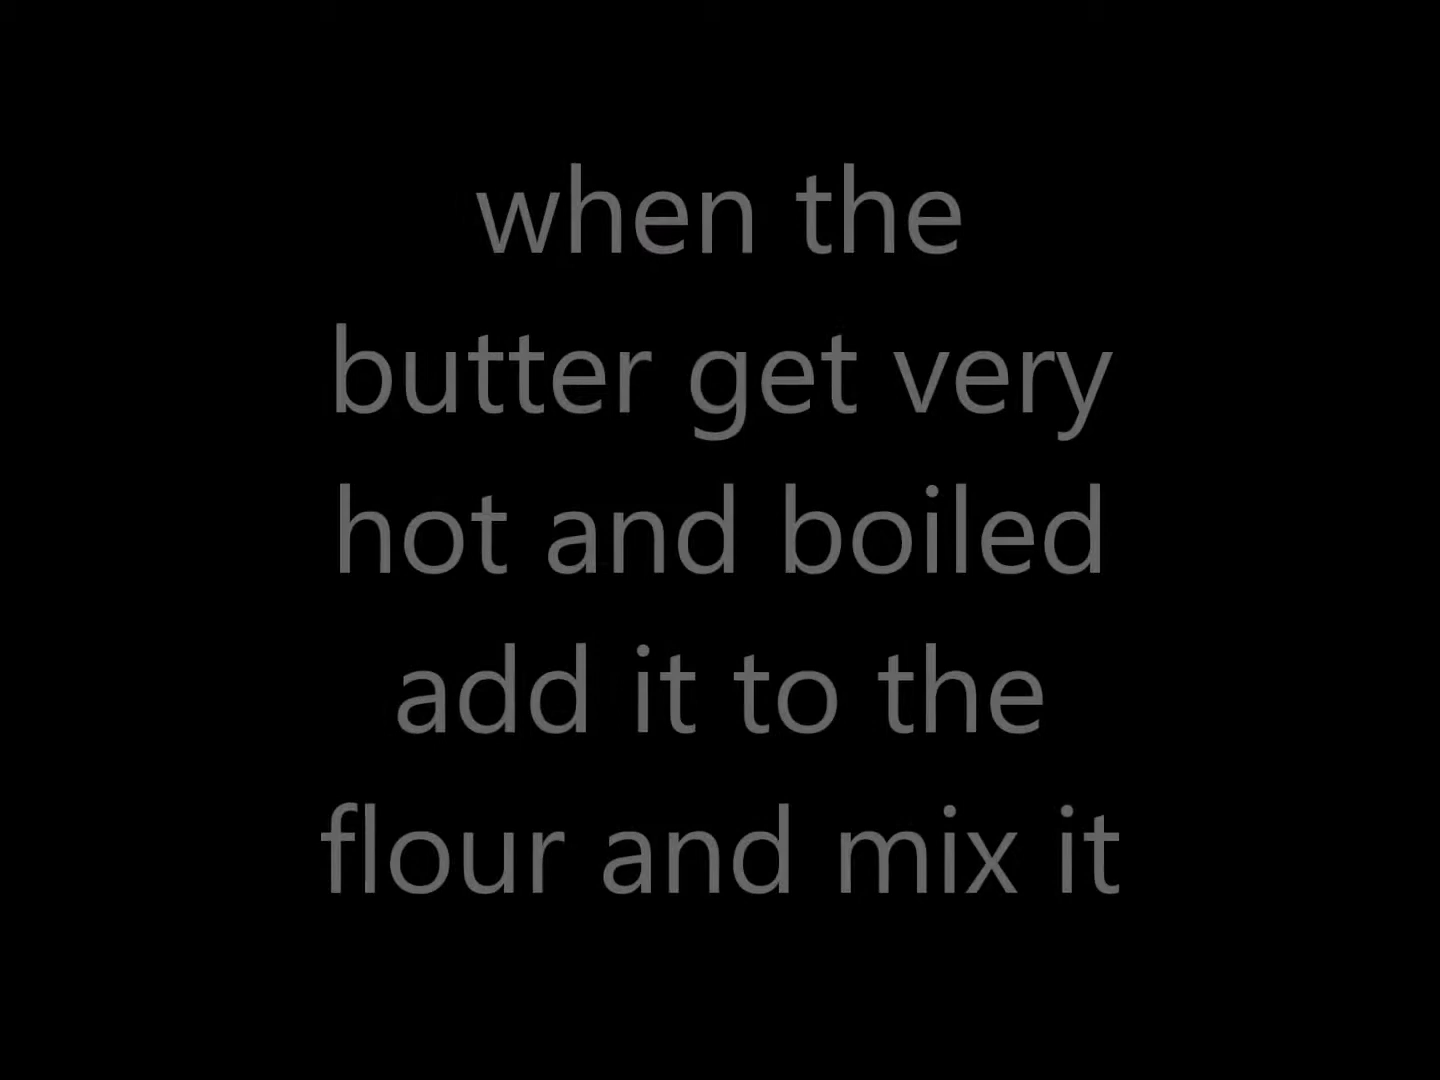 when the
butter get very
hot and boiled
add it to the
flour and mix it